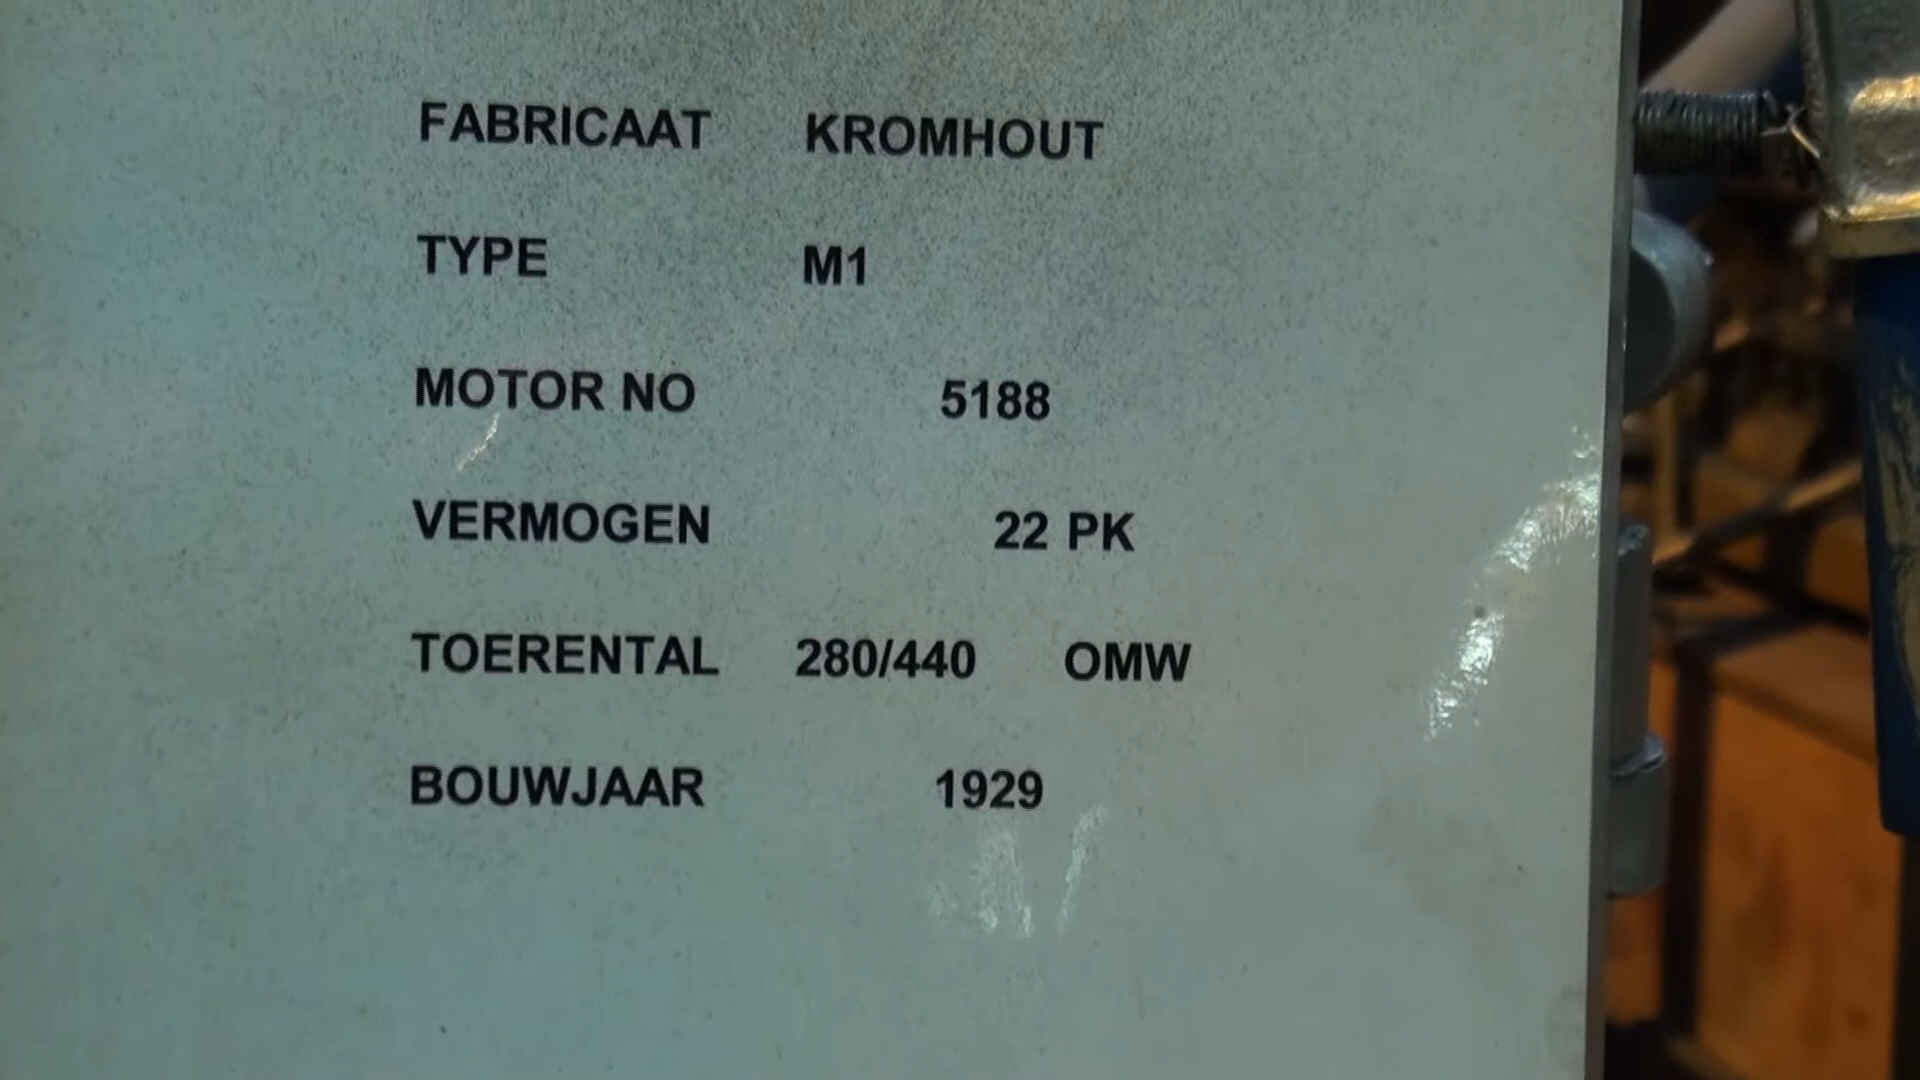 FABRICAAT KROMHOUT
TYPE M1
MOTOR NO 5188
VERMOGEN 22 PK
TOERENTAL 280/440 OMW
BOUWJAAR 1929